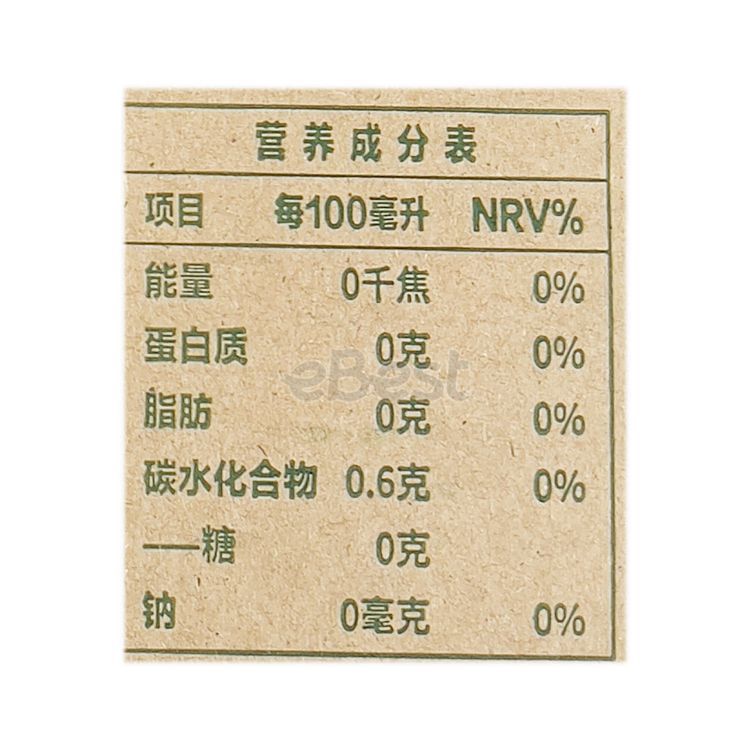 营养成分表
项目 每100毫升 NRV%
能量 0千焦 0%
蛋白质 0克 0%
eBest
脂肪 0克 0%
碳水化合物 0.6克 0%
——糖 0克
钠 0毫克 0%